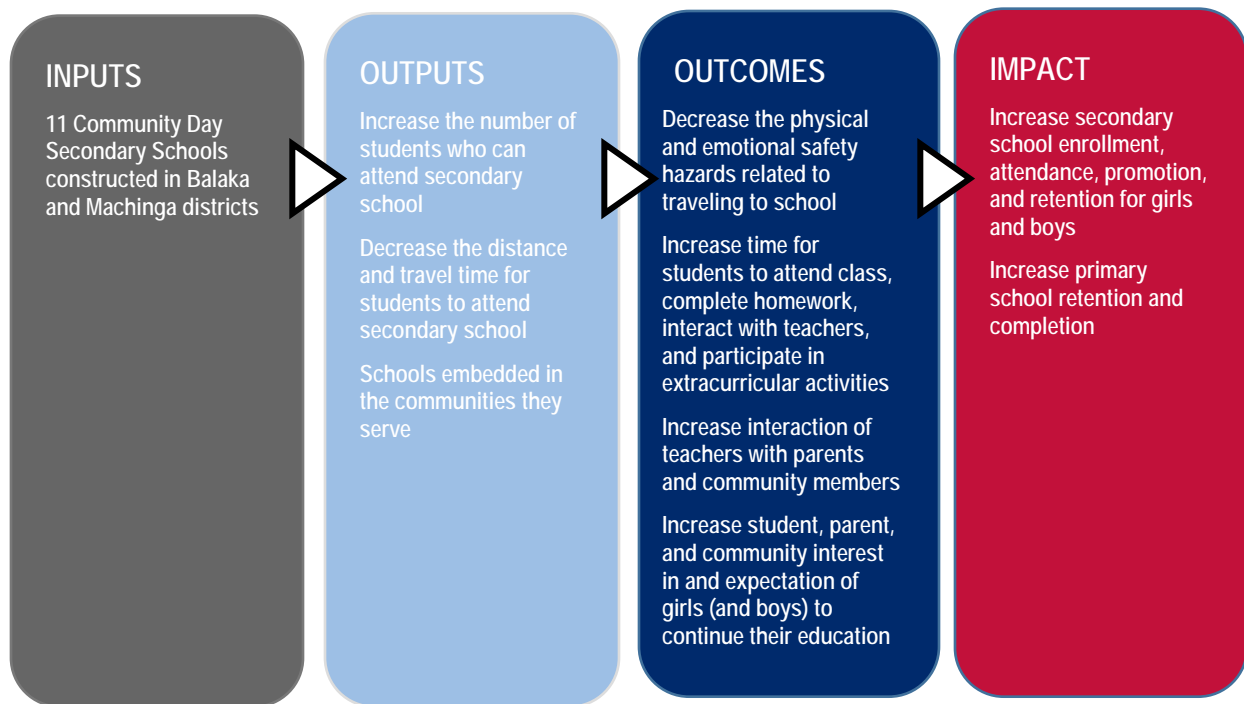 INPUTS
11 Community Day
Secondary Schools
constructed in Balaka
and Machinga districts
OUTPUTS
Increase the number of
students who can
attend secondary
school
Decrease the distance
and travel time for
students to attend
secondary school
Schools embedded in
the communities they
serve
OUTCOMES
Decrease the physical
and emotional safety
hazards related to
traveling to school
Increase time for
students to attend class,
complete homework,
interact with teachers,
and participate in
extracurricular activities
Increase interaction of
teachers with parents
and community members
Increase student, parent,
and community interest
in and expectation of
girls (and boys) to
continue their education
IMPACT
Increase secondary
school enrollment,
attendance, promotion,
and retention for girls
and boys
Increase primary
school retention and
completion